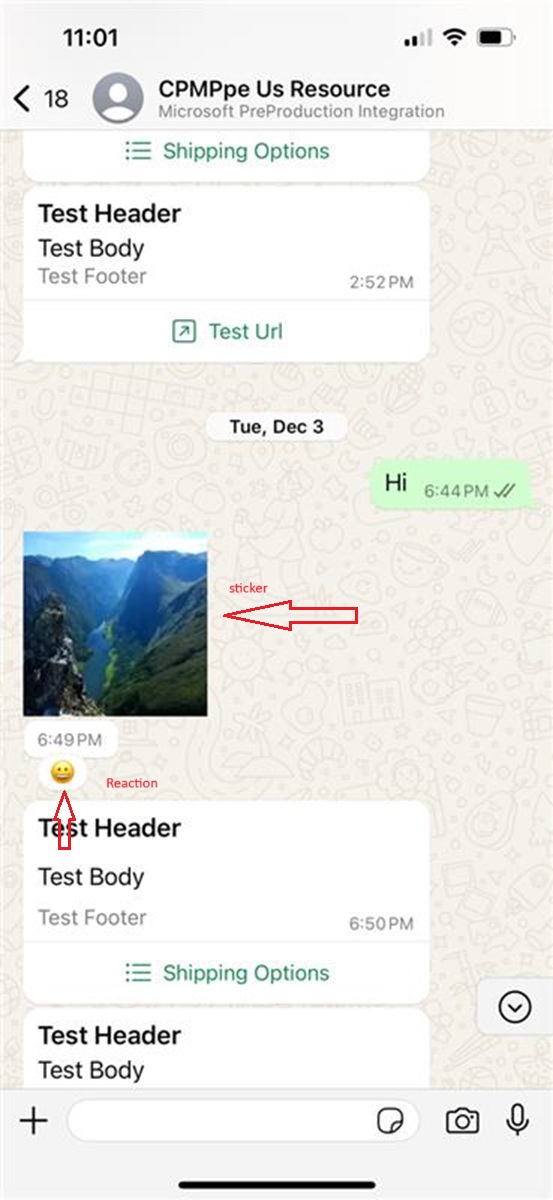 11:01
18
CPMPpe Us Resource
Microsoft PreProduction Integration
Shipping Options
Test Header
Test Body
Test Footer
2:52 PM
Test Url
Tue, Dec 3
Hi
6:44 PM
sticker
6:49 PM
Reaction
Test Header
Test Body
Test Footer
6:50 PM
Shipping Options
Test Header
Test Body